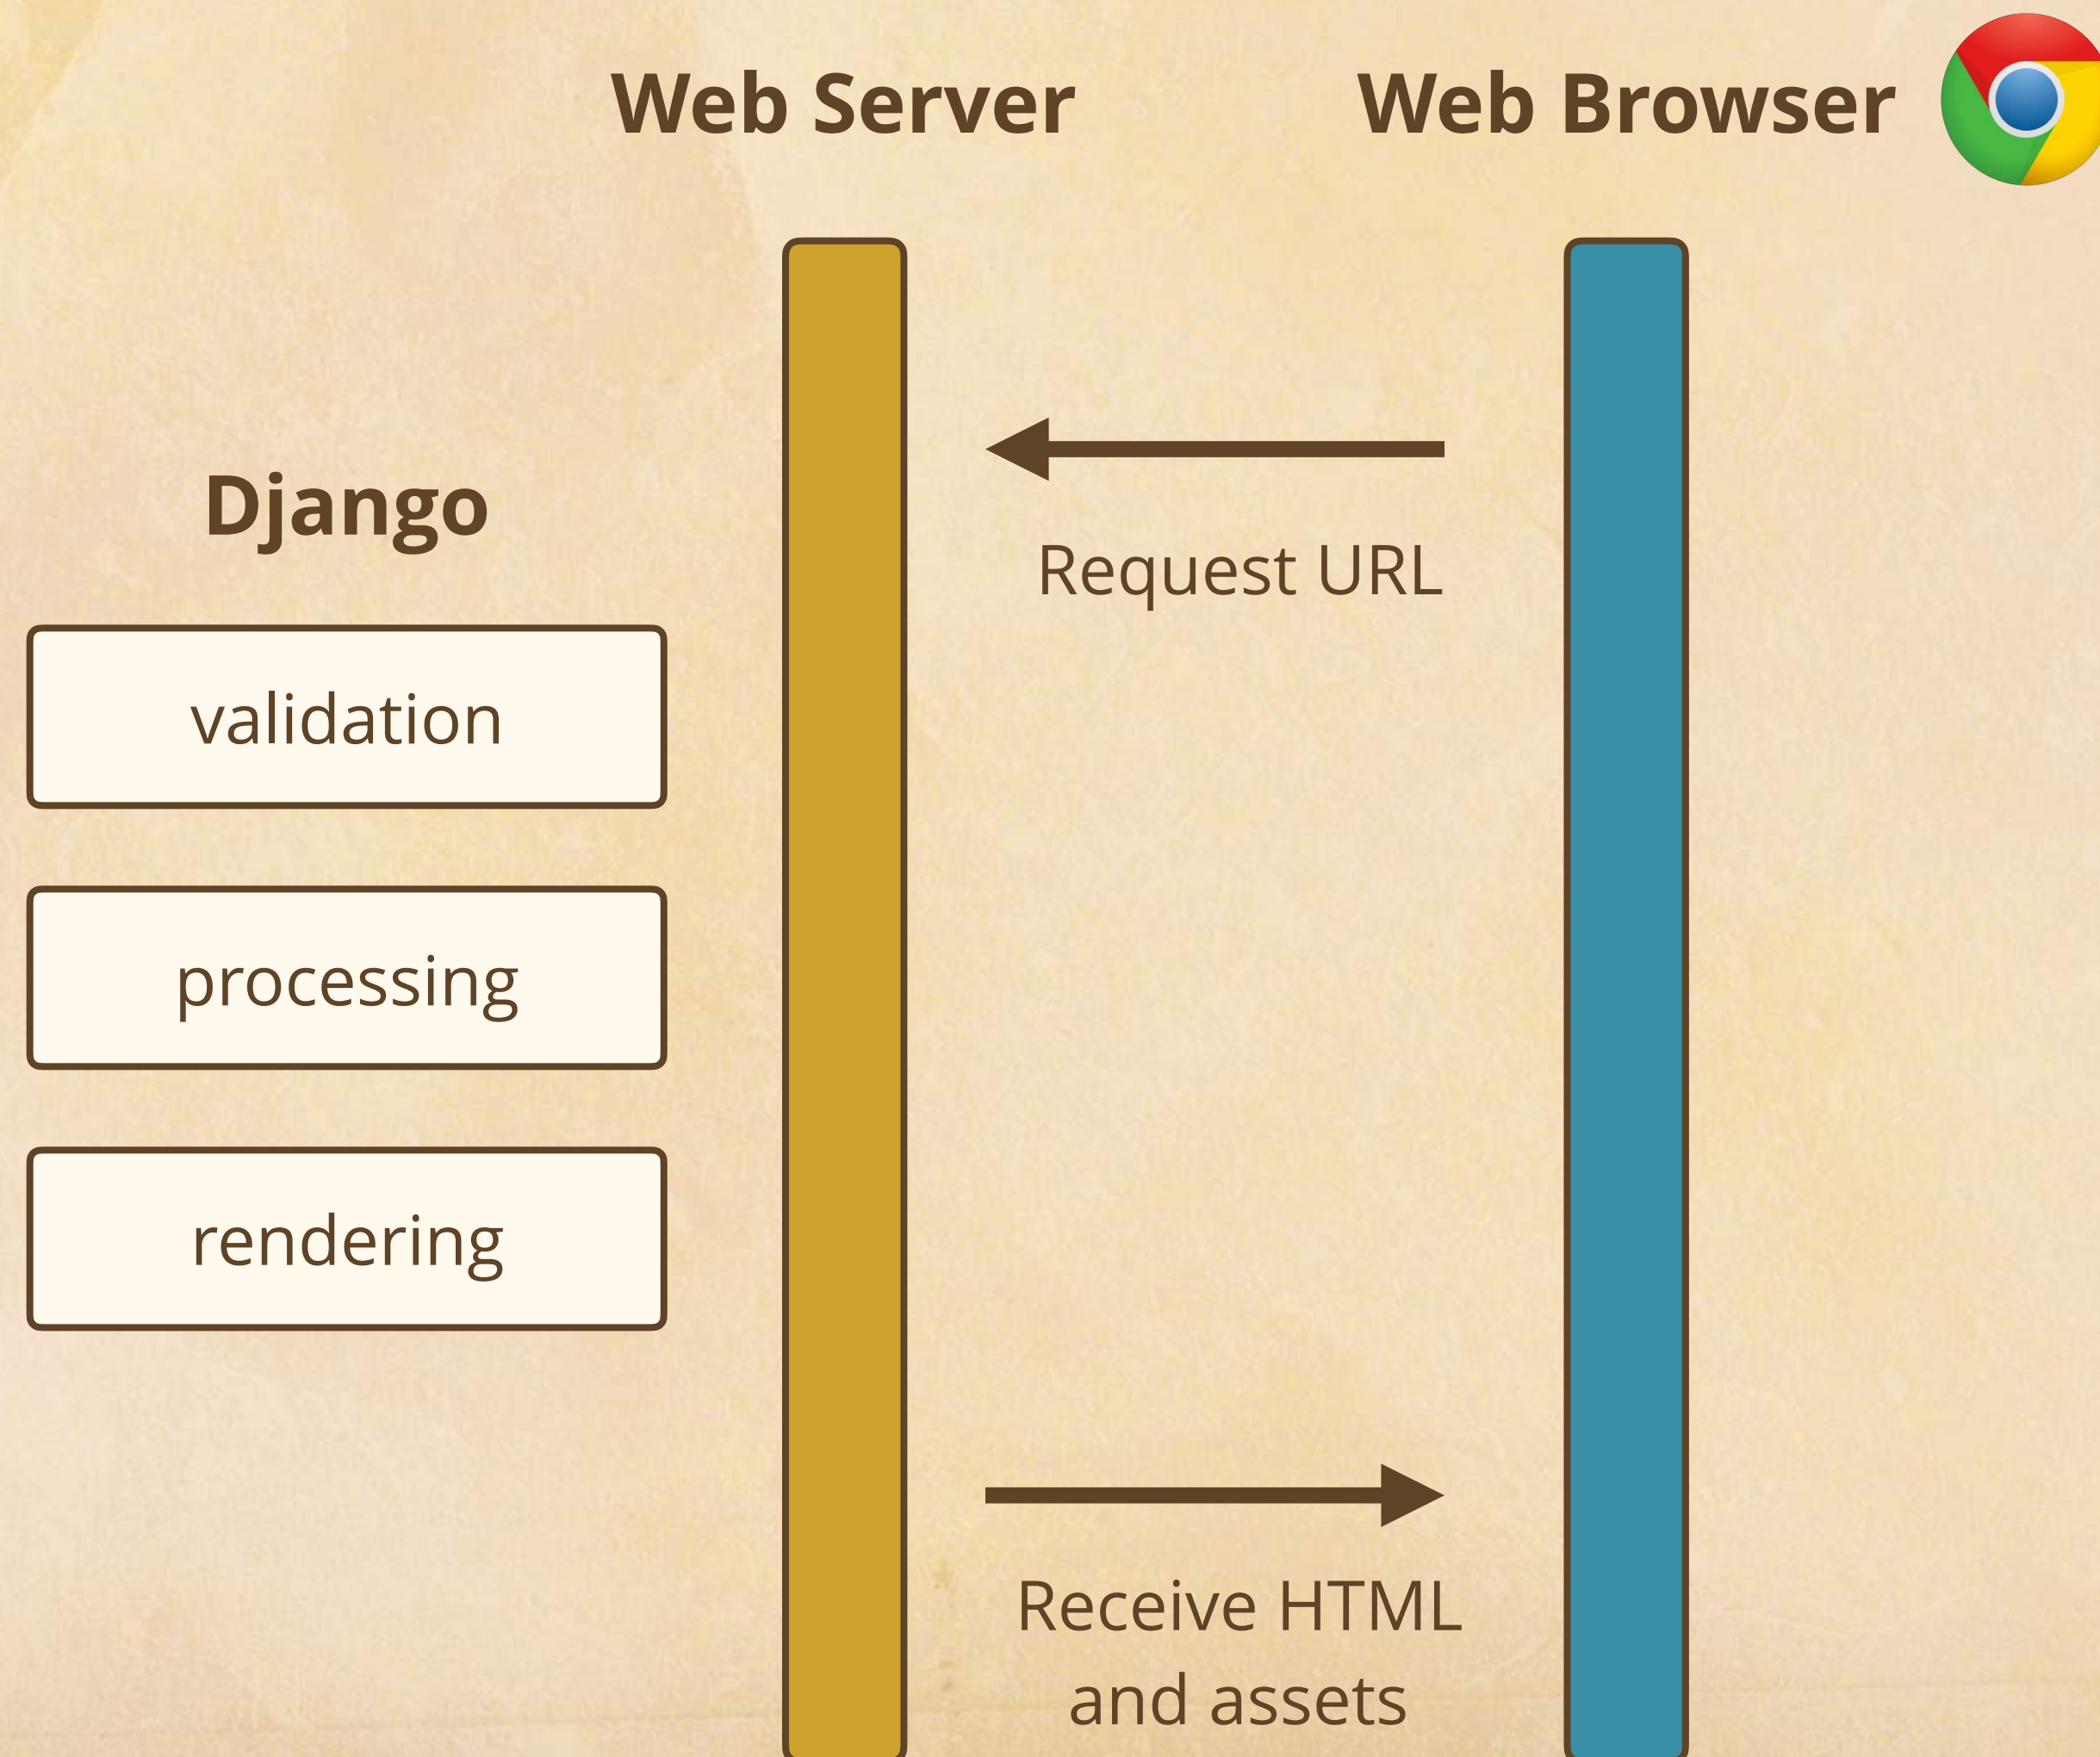 Web Server
Web Browser
Django
Request URL
validation
processing
rendering
Receive HTML
and assets